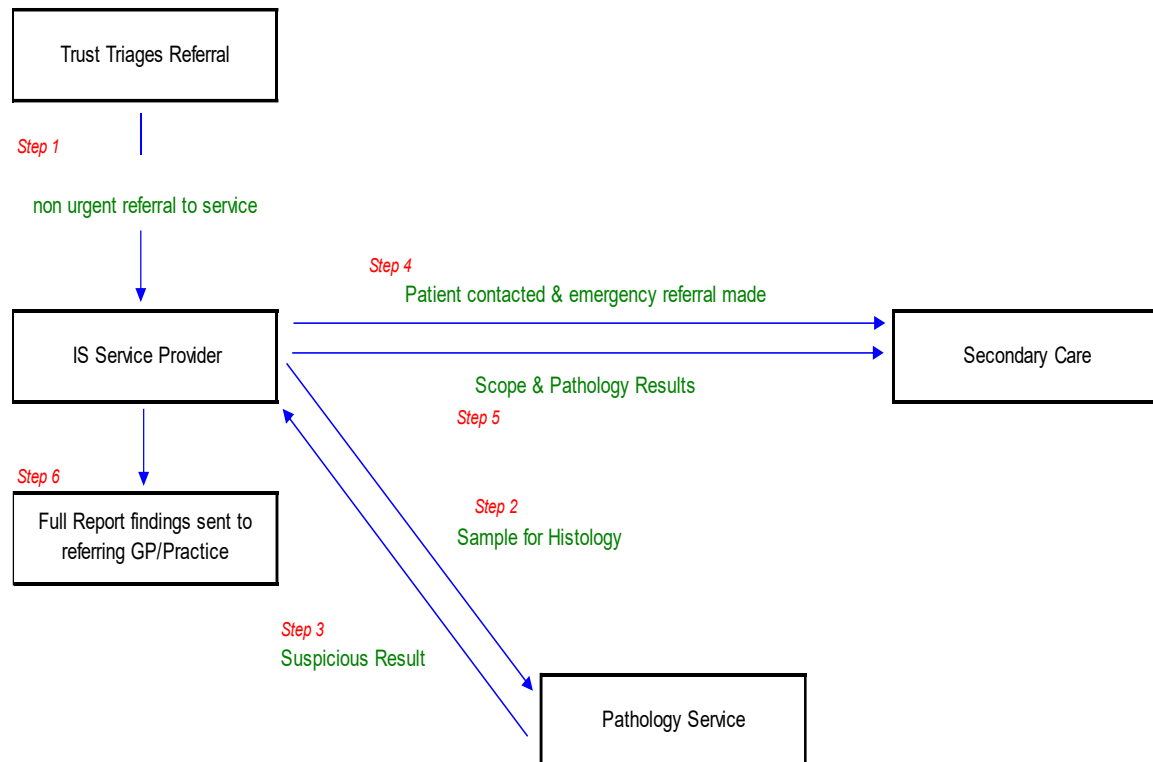 Trust Triages Referral
Step 1
non urgent referral to service
Step 4
Patient contacted & emergency referral made
IS Service Provider
Secondary Care
Scope & Pathology Results
Step 5
Step 6
Full Report findings sent to
referring GP/Practice
Step 2
Sample for Histology
Step 3
Suspicious Result
Pathology Service